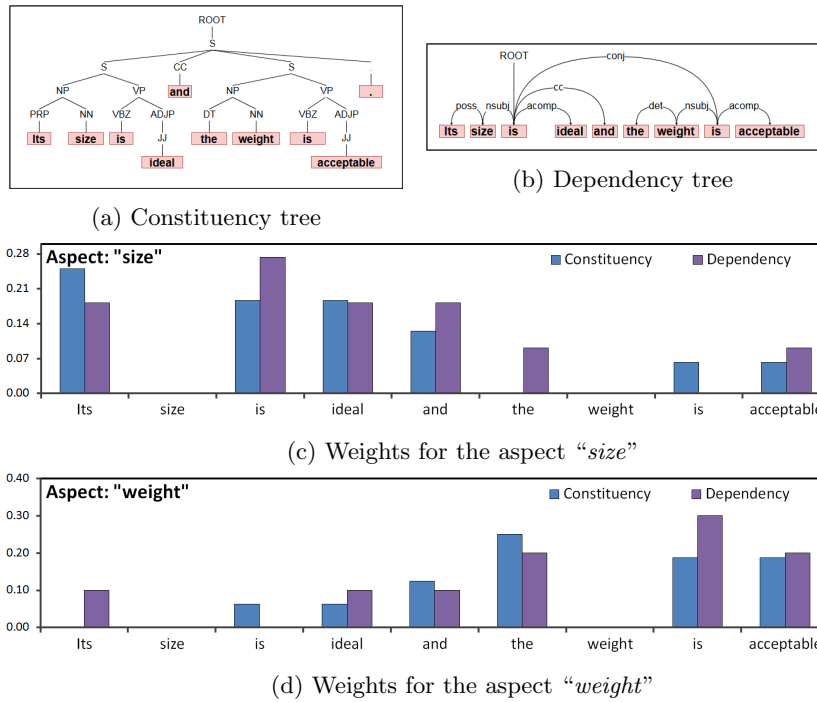 ROOT
S
S CC S .
and
NP VP NP VP
PRP NN VBZ ADJP DT NN VBZ ADJP
Its size is JJ the weight is JJ
ideal acceptable
(a) Constituency tree
ROOT conj
cc
poss nsubj acomp det nsubj acomp
Its size is ideal and the weight is acceptable
(b) Dependency tree
Aspect: "size" Constituency Dependency
0.28
0.21
0.14
0.07
0.00
Its size is ideal and the weight is acceptable
(c) Weights for the aspect “size”
Aspect: "weight" Constituency Dependency
0.40
0.30
0.20
0.10
0.00
Its size is ideal and the weight is acceptable
(d) Weights for the aspect “weight”